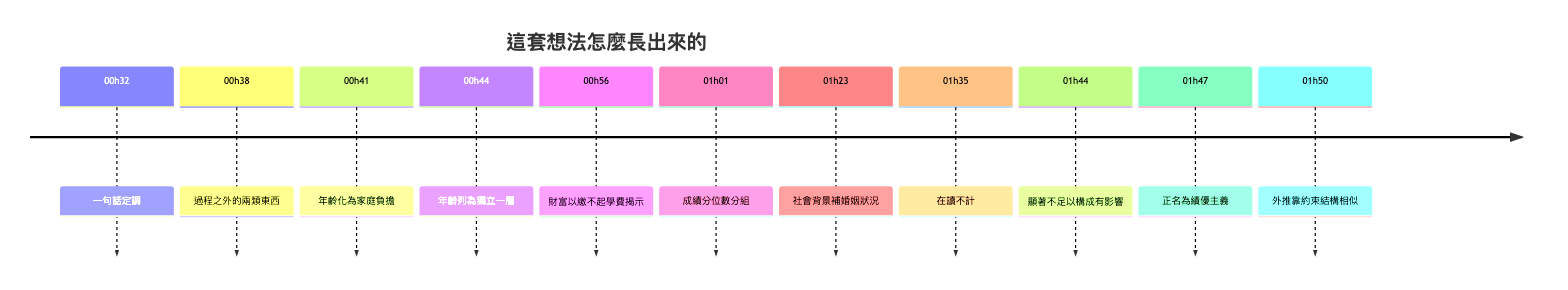 這套想法怎麼長出來的
00h32
00h38
00h41
00h44
00h56
01h01
01h23
01h35
01h44
01h47
01h50
一句話定調
過程之外的兩類東西
年齡化為家庭負擔
年齡列為獨立一層
財富以繳不起學費揭示
成績分位數分組
社會背景補婚姻狀況
在讀不計
顯著不足以構成有影響
正名為績優主義
外推靠約束結構相似